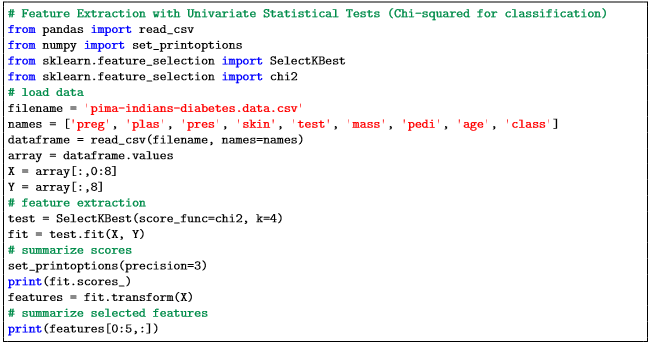 # Feature Extraction with Univariate Statistical Tests (Chi-squared for classification)
from pandas import read_csv
from numpy import set_printoptions
from sklearn.feature_selection import SelectKBest
from sklearn.feature_selection import chi2
# load data
filename = 'pima-indians-diabetes.data.csv'
names = ['preg', 'plas', 'pres', 'skin', 'test', 'mass', 'pedi', 'age', 'class']
dataframe = read_csv(filename, names=names)
array = dataframe.values
X = array[:,0:8]
Y = array[:,8]
# feature extraction
test = SelectKBest(score_func=chi2, k=4)
fit = test.fit(X, Y)
# summarize scores
set_printoptions(precision=3)
print(fit.scores_)
features = fit.transform(X)
# summarize selected features
print(features[0:5,:])